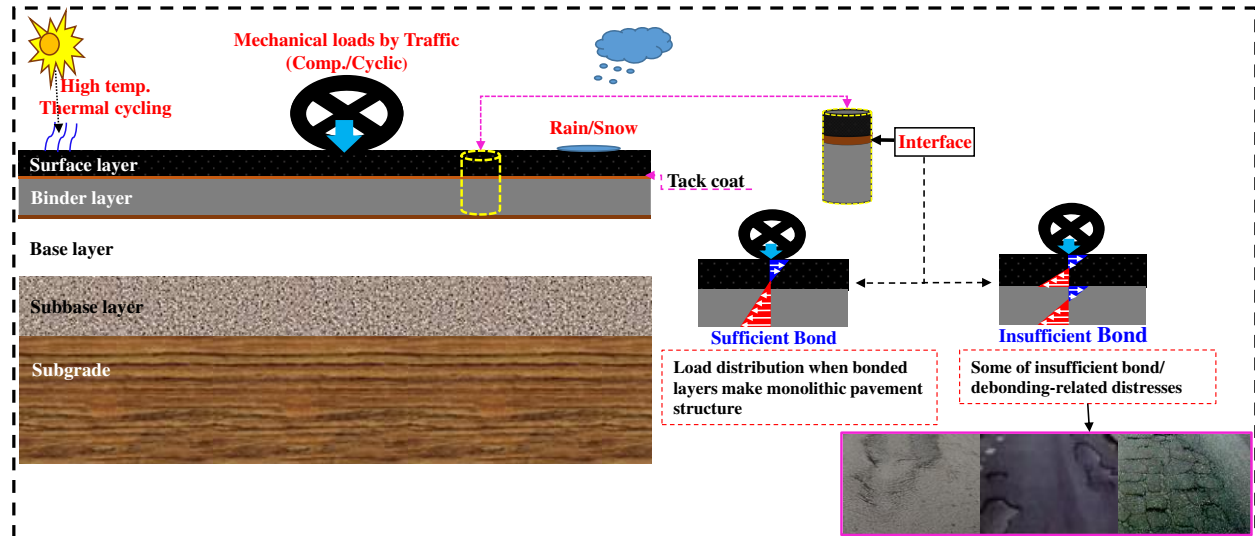 Mechanical loads by Traffic
(Comp./Cyclic)
High temp.
Thermal cycling
Rain/Snow
Interface
Surface layer
Tack coat
Binder layer
Base layer
Subbase layer
Sufficient Bond
Insufficient Bond
Subgrade
Load distribution when bonded
layers make monolithic pavement
structure
Some of insufficient bond/
debonding-related distresses